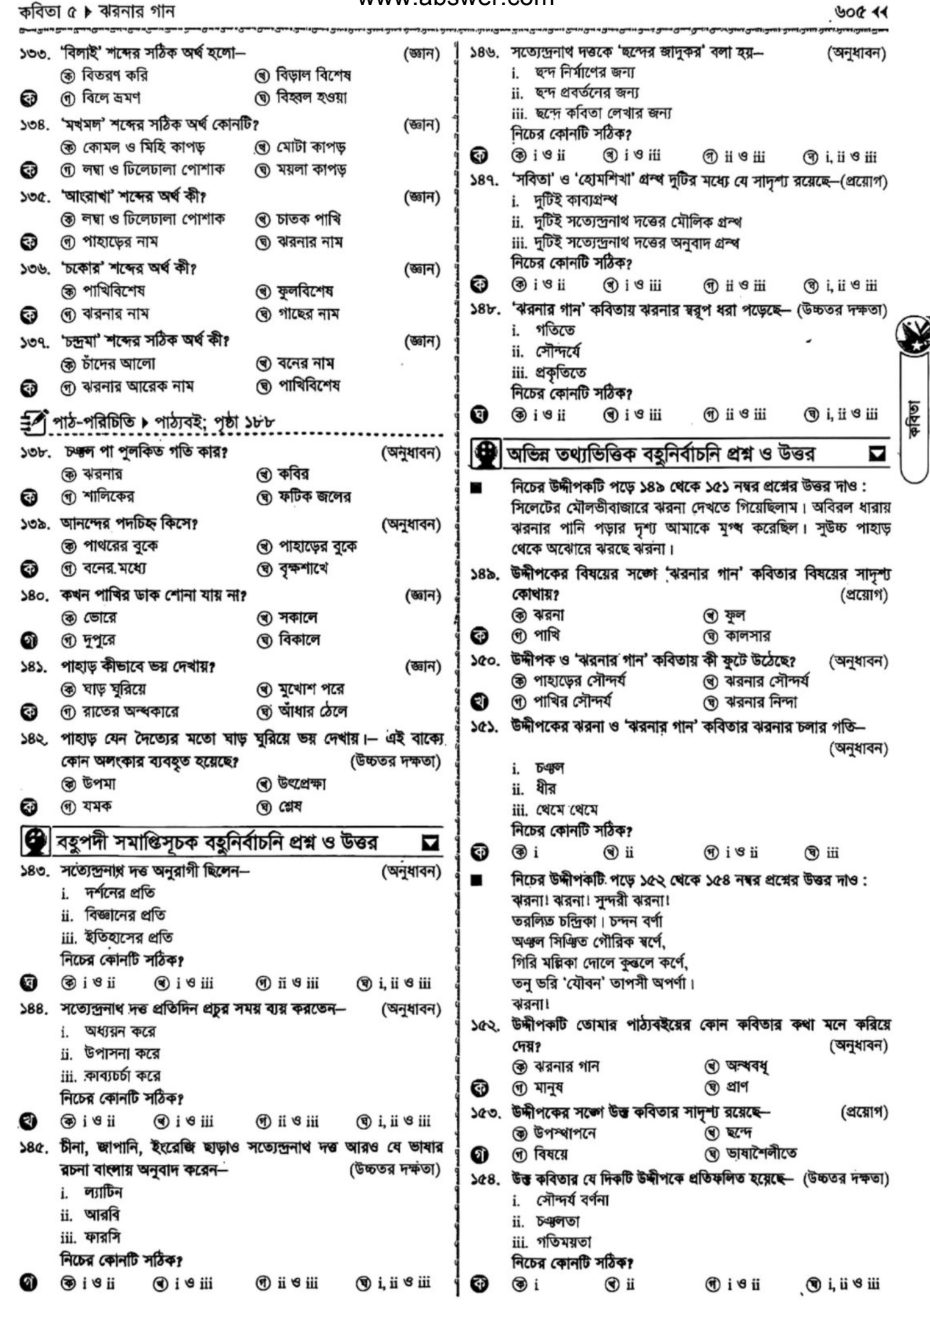 www.abswer.com
কবিতা ৫ ▶ ঝরনার গান
৬০৫ ◀◀
১৩৩. ‘বিলাই’ শব্দের সঠিক অর্থ হলো— (জ্ঞান)
ক বিতরণ করি খ বিড়াল বিশেষ
ক গ বিলে ভ্রমণ ঘ বিহ্বল হওয়া
১৩৪. ‘মখমল’ শব্দের সঠিক অর্থ কোনটি? (জ্ঞান)
ক কোমল ও মিহি কাপড় খ মোটা কাপড়
ক গ লম্বা ও ঢিলেঢালা পোশাক ঘ ময়লা কাপড়
১৩৫. ‘আংরাখা’ শব্দের অর্থ কী? (জ্ঞান)
ক লম্বা ও ঢিলেঢালা পোশাক খ চাতক পাখি
ক গ পাহাড়ের নাম ঘ ঝরনার নাম
১৩৬. ‘চকোর’ শব্দের অর্থ কী? (জ্ঞান)
ক পাখিবিশেষ খ ফুলবিশেষ
ক গ ঝরনার নাম ঘ গাছের নাম
১৩৭. ‘চন্দ্রমা’ শব্দের সঠিক অর্থ কী? (জ্ঞান)
ক চাঁদের আলো খ বনের নাম
ক গ ঝরনার আরেক নাম ঘ পাখিবিশেষ
পাঠ-পরিচিতি ▶ পাঠ্যবই; পৃষ্ঠা ১৮৮
১৩৮. চঞ্চল পা পুলকিত গতি কার? (অনুধাবন)
ক ঝরনার খ কবির
ক গ শালিকের ঘ ফটিক জলের
১৩৯. আনন্দের পদচিহ্ন কিসে? (অনুধাবন)
ক পাথরের বুকে খ পাহাড়ের বুকে
ক গ বনের মধ্যে ঘ বৃক্ষশাখে
১৪০. কখন পাখির ডাক শোনা যায় না? (জ্ঞান)
ক ভোরে খ সকালে
গ গ দুপুরে ঘ বিকালে
১৪১. পাহাড় কীভাবে ভয় দেখায়? (জ্ঞান)
ক ঘাড় ঘুরিয়ে খ মুখোশ পরে
ক গ রাতের অন্ধকারে ঘ আঁধার ঠেলে
১৪২. পাহাড় যেন দৈত্যের মতো ঘাড় ঘুরিয়ে ভয় দেখায়।— এই বাক্যে
কোন অলংকার ব্যবহৃত হয়েছে? (উচ্চতর দক্ষতা)
ক উপমা খ উৎপ্রেক্ষা
ক গ যমক ঘ শ্লেষ
বহুপদী সমাপ্তিসূচক বহুনির্বাচনি প্রশ্ন ও উত্তর
১৪৩. সত্যেন্দ্রনাথ দত্ত অনুরাগী ছিলেন— (অনুধাবন)
i. দর্শনের প্রতি
ii. বিজ্ঞানের প্রতি
iii. ইতিহাসের প্রতি
নিচের কোনটি সঠিক?
ঘ ক i ও ii খ i ও iii গ ii ও iii ঘ i, ii ও iii
১৪৪. সত্যেন্দ্রনাথ দত্ত প্রতিদিন প্রচুর সময় ব্যয় করতেন— (অনুধাবন)
i. অধ্যয়ন করে
ii. উপাসনা করে
iii. কাব্যচর্চা করে
নিচের কোনটি সঠিক?
খ ক i ও ii খ i ও iii গ ii ও iii ঘ i, ii ও iii
১৪৫. চীনা, জাপানি, ইংরেজি ছাড়াও সত্যেন্দ্রনাথ দত্ত আরও যে ভাষার
রচনা বাংলায় অনুবাদ করেন— (উচ্চতর দক্ষতা)
i. ল্যাটিন
ii. আরবি
iii. ফারসি
নিচের কোনটি সঠিক?
গ ক i ও ii খ i ও iii গ ii ও iii ঘ i, ii ও iii
১৪৬. সত্যেন্দ্রনাথ দত্তকে ‘ছন্দের জাদুকর’ বলা হয়— (অনুধাবন)
i. ছন্দ নির্মাণের জন্য
ii. ছন্দ প্রবর্তনের জন্য
iii. ছন্দে কবিতা লেখার জন্য
নিচের কোনটি সঠিক?
ক ক i ও ii খ i ও iii গ ii ও iii ঘ i, ii ও iii
১৪৭. ‘সবিতা’ ও ‘হোমশিখা’ গ্রন্থ দুটির মধ্যে যে সাদৃশ্য রয়েছে—(প্রয়োগ)
i. দুটিই কাব্যগ্রন্থ
ii. দুটিই সত্যেন্দ্রনাথ দত্তের মৌলিক গ্রন্থ
iii. দুটিই সত্যেন্দ্রনাথ দত্তের অনুবাদ গ্রন্থ
নিচের কোনটি সঠিক?
ক ক i ও ii খ i ও iii গ ii ও iii ঘ i, ii ও iii
১৪৮. ‘ঝরনার গান’ কবিতায় ঝরনার স্বরূপ ধরা পড়েছে— (উচ্চতর দক্ষতা)
i. গতিতে
ii. সৌন্দর্যে
iii. প্রকৃতিতে
নিচের কোনটি সঠিক?
ঘ ক i ও ii খ i ও iii গ ii ও iii ঘ i, ii ও iii
কবিতা
অভিন্ন তথ্যভিত্তিক বহুনির্বাচনি প্রশ্ন ও উত্তর
■ নিচের উদ্দীপকটি পড়ে ১৪৯ থেকে ১৫১ নম্বর প্রশ্নের উত্তর দাও :
সিলেটের মৌলভীবাজারে ঝরনা দেখতে গিয়েছিলাম। অবিরল ধারায়
ঝরনার পানি পড়ার দৃশ্য আমাকে মুগ্ধ করেছিল। সুউচ্চ পাহাড়
থেকে অঝোরে ঝরছে ঝরনা।
১৪৯. উদ্দীপকের বিষয়ের সঙ্গে ‘ঝরনার গান’ কবিতার বিষয়ের সাদৃশ্য
কোথায়? (প্রয়োগ)
ক ঝরনা খ ফুল
ক গ পাখি ঘ কালসার
১৫০. উদ্দীপক ও ‘ঝরনার গান’ কবিতায় কী ফুটে উঠেছে? (অনুধাবন)
ক পাহাড়ের সৌন্দর্য খ ঝরনার সৌন্দর্য
খ গ পাখির সৌন্দর্য ঘ ঝরনার নিন্দা
১৫১. উদ্দীপকের ঝরনা ও ‘ঝরনার গান’ কবিতার ঝরনার চলার গতি—
(অনুধাবন)
i. চঞ্চল
ii. ধীর
iii. থেমে থেমে
নিচের কোনটি সঠিক?
ক ক i খ ii গ i ও ii ঘ iii
■ নিচের উদ্দীপকটি পড়ে ১৫২ থেকে ১৫৪ নম্বর প্রশ্নের উত্তর দাও :
ঝরনা! ঝরনা! সুন্দরী ঝরনা!
তরলিত চন্দ্রিকা। চন্দন বর্ণা
অঞ্চল সিঞ্চিত গৌরিক স্বর্ণে,
গিরি মল্লিকা দোলে কুন্তলে কর্ণে,
তনু ভরি ‘যৌবন’ তাপসী অপর্ণা।
ঝরনা!
১৫২. উদ্দীপকটি তোমার পাঠ্যবইয়ের কোন কবিতার কথা মনে করিয়ে
দেয়? (অনুধাবন)
ক ঝরনার গান খ অন্ধবধূ
ক গ মানুষ ঘ প্রাণ
১৫৩. উদ্দীপকের সঙ্গে উক্ত কবিতার সাদৃশ্য রয়েছে— (প্রয়োগ)
ক উপস্থাপনে খ ছন্দে
গ গ বিষয়ে ঘ ভাষাশৈলীতে
১৫৪. উক্ত কবিতার যে দিকটি উদ্দীপকে প্রতিফলিত হয়েছে— (উচ্চতর দক্ষতা)
i. সৌন্দর্য বর্ণনা
ii. চঞ্চলতা
iii. গতিময়তা
নিচের কোনটি সঠিক?
ক ক i খ ii গ i ও ii ঘ i, ii ও iii